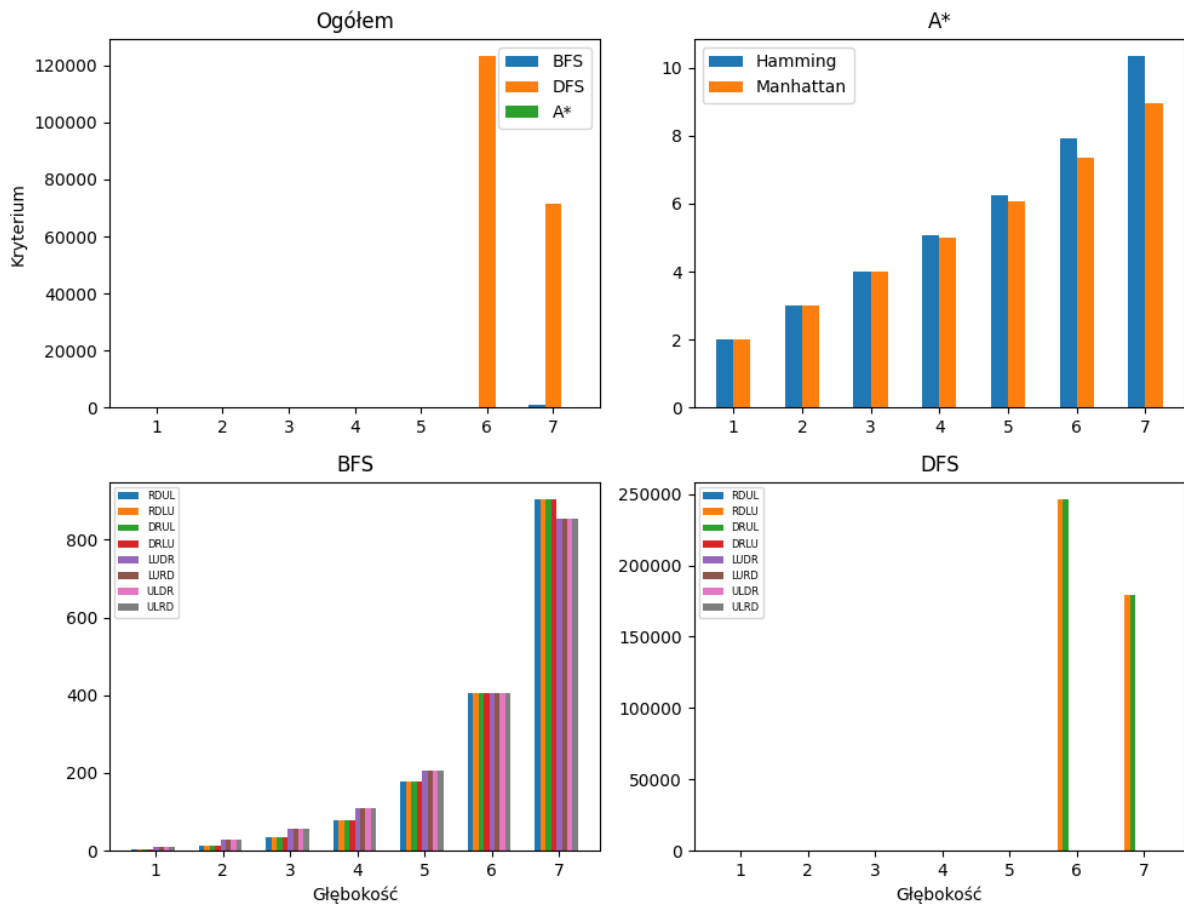 Ogółem
120000
100000
80000
60000
40000
20000
0
Kryterium
BFS
DFS
A*
1 2 3 4 5 6 7
A*
10
8
6
4
2
0
Hamming
Manhattan
1 2 3 4 5 6 7
BFS
800
600
400
200
0
RDUL
RDLU
DRUL
DRLU
LUDR
LURD
ULDR
ULRD
1 2 3 4 5 6 7
Głębokość
DFS
250000
200000
150000
100000
50000
0
RDUL
RDLU
DRUL
DRLU
LUDR
LURD
ULDR
ULRD
1 2 3 4 5 6 7
Głębokość